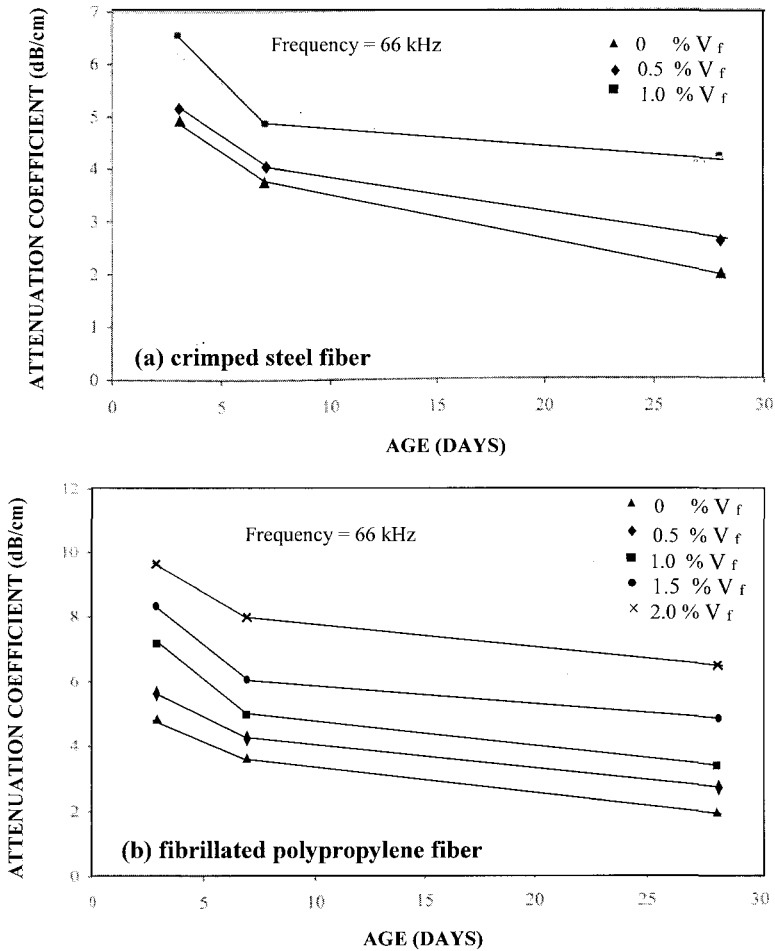 7
6
5
4
3
2
1
0
ATTENUATION COEFFICIENT (dB/cm)
Frequency = 66 kHz
0 % V f
0.5 % V f
1.0 % V f
(a) crimped steel fiber
0 5 10 15 20 25 30
AGE (DAYS)
12
10
8
6
4
2
0
ATTENUATION COEFFICIENT (dB/cm)
Frequency = 66 kHz
0 % V f
0.5 % V f
1.0 % V f
1.5 % V f
2.0 % V f
(b) fibrillated polypropylene fiber
0 5 10 15 20 25 30
AGE (DAYS)